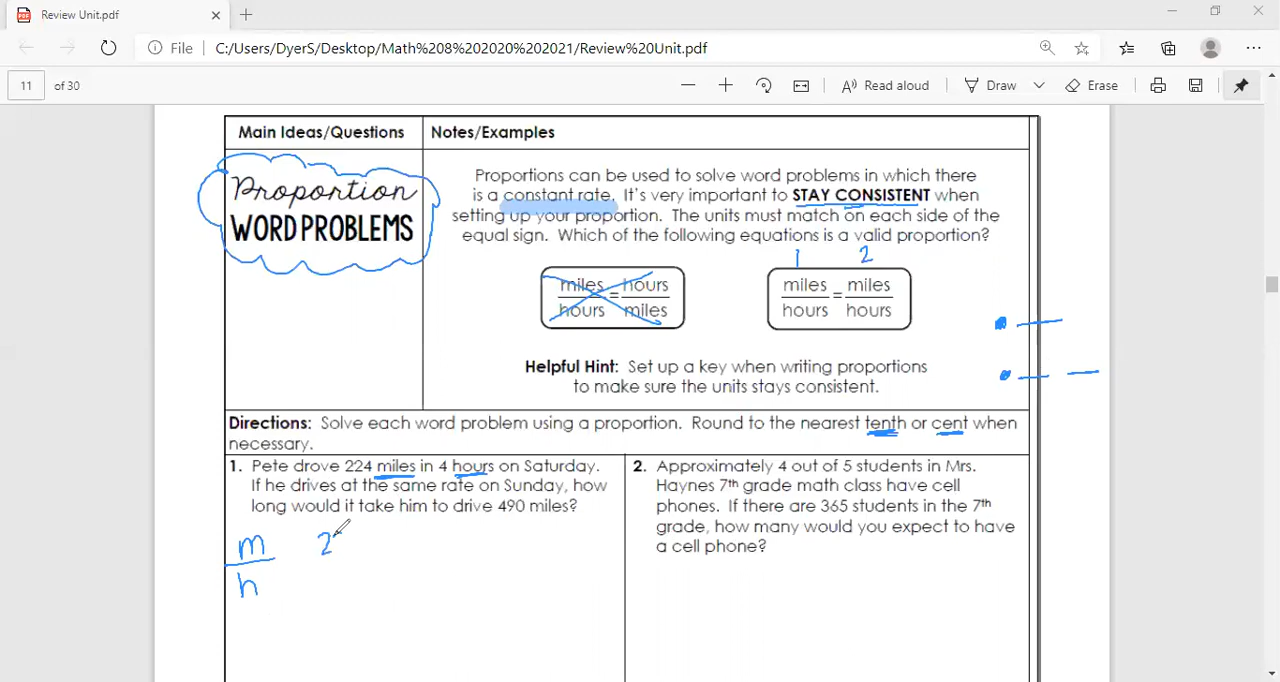 Review Unit.pdf
File
C:/Users/DyerS/Desktop/Math%208%202020%202021/Review%20Unit.pdf
11 of 30
Read aloud
Draw
Erase
Main Ideas/Questions
Notes/Examples
Proportion
WORD PROBLEMS
Proportions can be used to solve word problems in which there
is a constant rate. It's very important to STAY CONSISTENT when
setting up your proportion. The units must match on each side of the
equal sign. Which of the following equations is a valid proportion?
1 2
miles/hours = hours/miles
miles/hours = miles/hours
Helpful Hint: Set up a key when writing proportions
to make sure the units stays consistent.
Directions: Solve each word problem using a proportion. Round to the nearest tenth or cent when
necessary.
1. Pete drove 224 miles in 4 hours on Saturday.
If he drives at the same rate on Sunday, how
long would it take him to drive 490 miles?
m
h
2
2. Approximately 4 out of 5 students in Mrs.
Haynes 7th grade math class have cell
phones. If there are 365 students in the 7th
grade, how many would you expect to have
a cell phone?